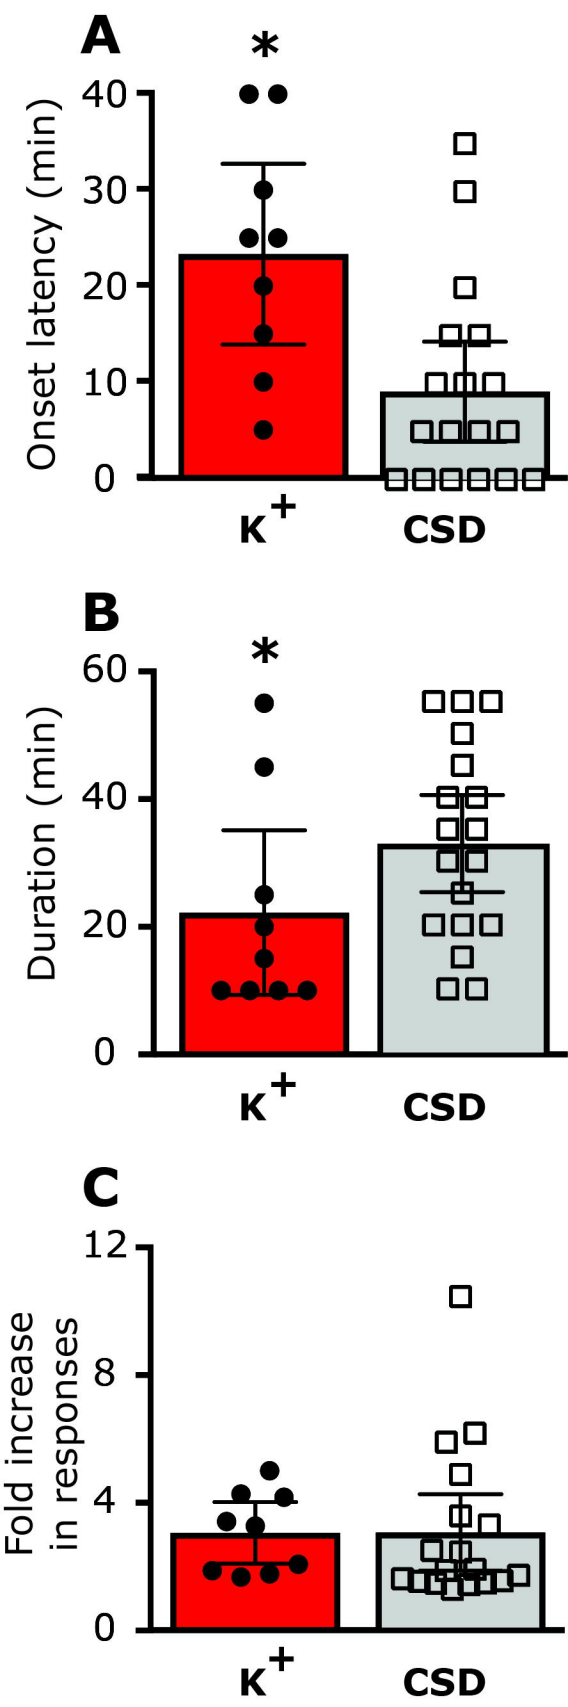 A
*
Onset latency (min)
40
30
20
10
0
K+
CSD
B
*
Duration (min)
60
40
20
0
K+
CSD
C
Fold increase
in responses
12
8
4
0
K+
CSD